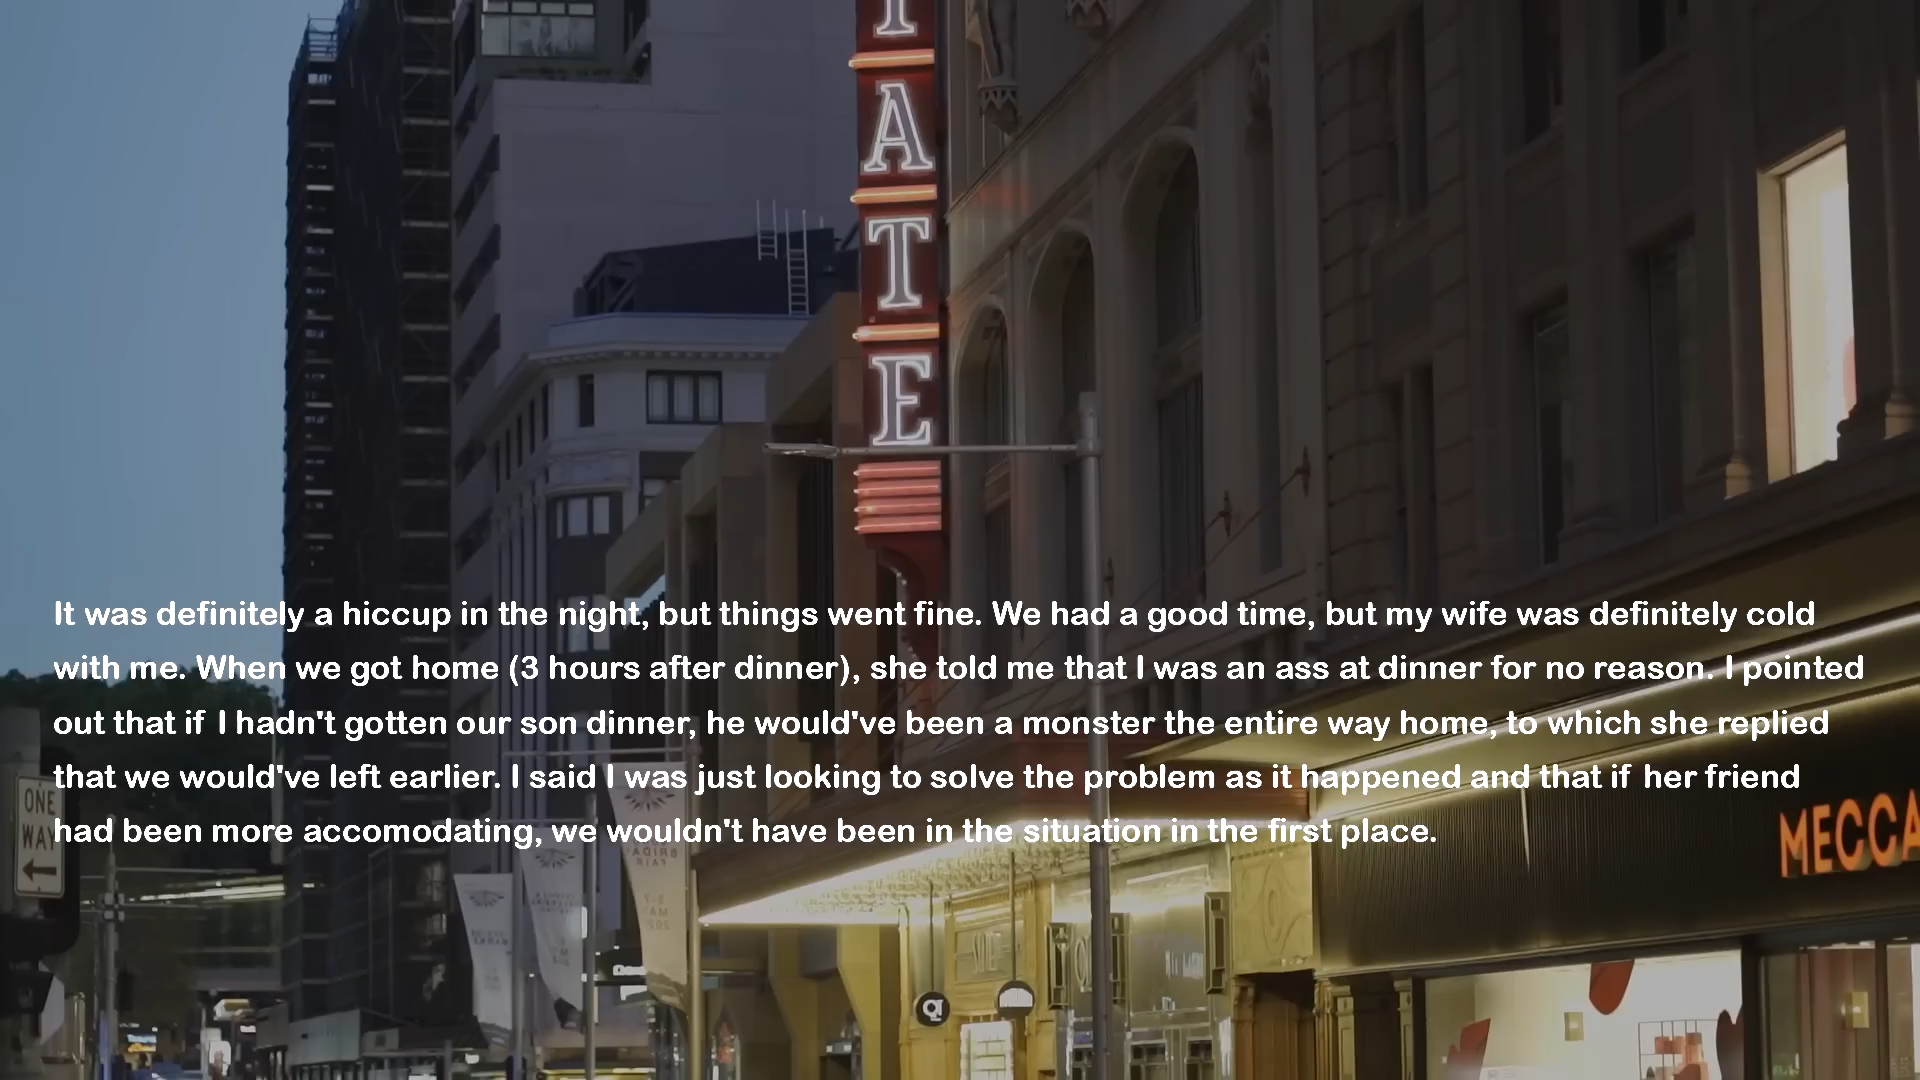 T
A
T
E
It was definitely a hiccup in the night, but things went fine. We had a good time, but my wife was definitely cold
with me. When we got home (3 hours after dinner), she told me that I was an ass at dinner for no reason. I pointed
out that if I hadn't gotten our son dinner, he would've been a monster the entire way home, to which she replied
that we would've left earlier. I said I was just looking to solve the problem as it happened and that if her friend
had been more accomodating, we wouldn't have been in the situation in the first place.
ONE
WAY
MECCA